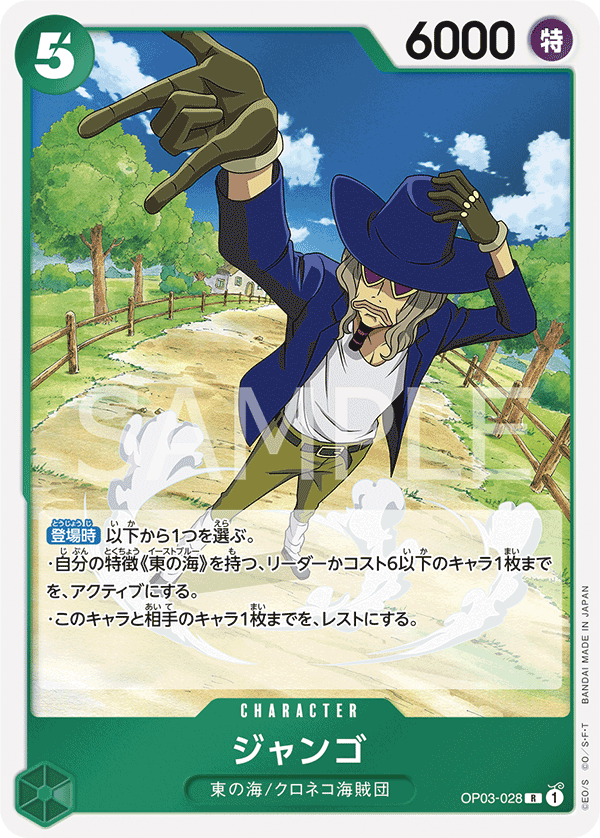 5
6000 特
SAMPLE
登場時 以下から1つを選ぶ。
・自分の特徴《東の海》を持つ、リーダーかコスト6以下のキャラ1枚まで
を、アクティブにする。
・このキャラと相手のキャラ1枚までを、レストにする。
CHARACTER
ジャンゴ
東の海/クロネコ海賊団
OP03-028 R 1
©EO/S ©O/S・F・T BANDAI MADE IN JAPAN